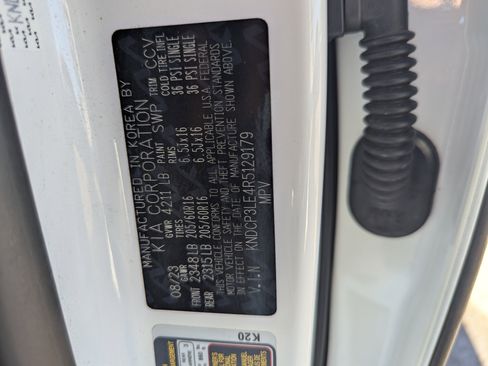 MANUFACTURED IN KOREA BY
KIA CORPORATION
08/23 GVWR 4211 LB PAINT SWP TRIM CCV
GAWR TIRES RIMS COLD TIRE INFL
FRONT 2348LB 205/60R16 6.5Jx16 36 PSI SINGLE
REAR 2315LB 205/60R16 6.5Jx16 36 PSI SINGLE
THIS VEHICLE CONFORMS TO ALL APPLICABLE U.S.A FEDERAL
MOTOR VEHICLE SAFETY AND THEFT PREVENTION STANDARDS
IN EFFECT ON THE DATE OF MANUFACTURE SHOWN ABOVE.
V.I.N KNDCP3LE4R5129179
MPV
K20